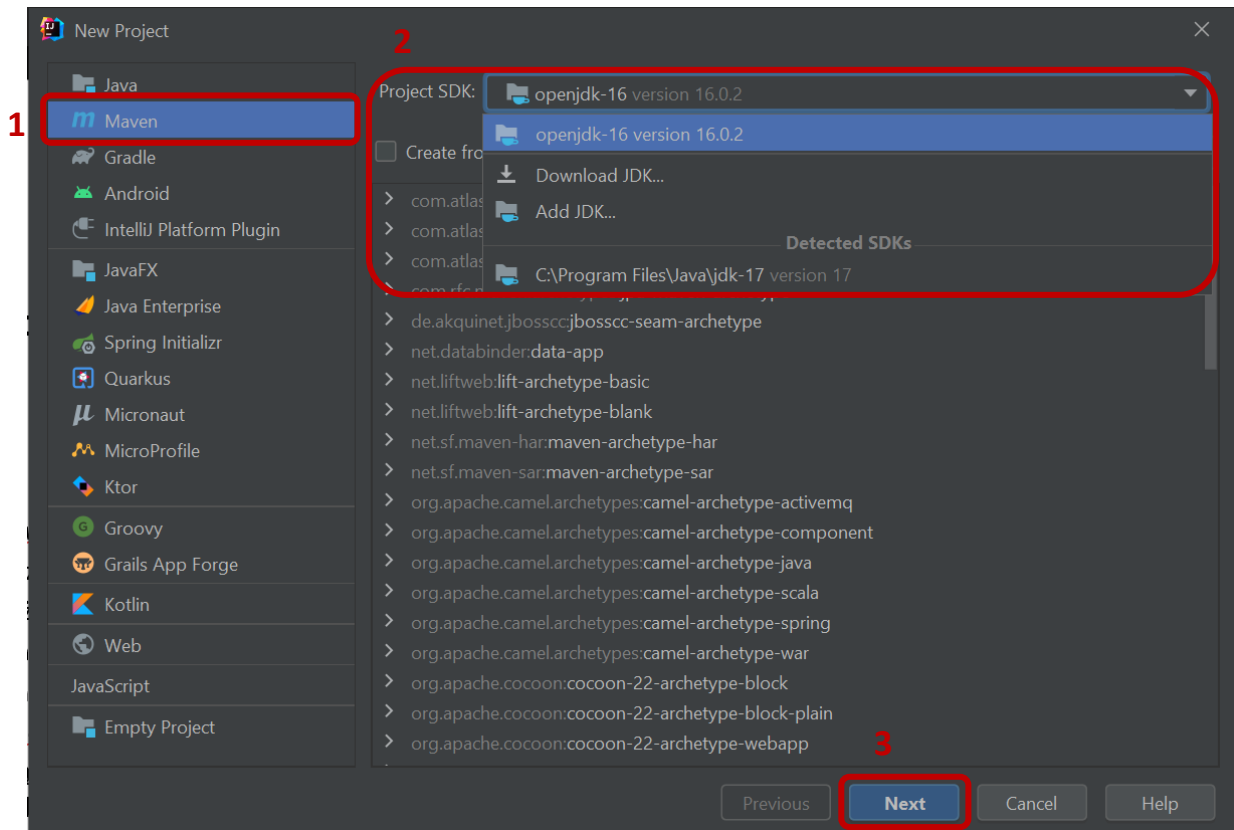 New Project
2
1
Java
Maven
Gradle
Android
IntelliJ Platform Plugin
JavaFX
Java Enterprise
Spring Initializr
Quarkus
Micronaut
MicroProfile
Ktor
Groovy
Grails App Forge
Kotlin
Web
JavaScript
Empty Project
Project SDK: openjdk-16 version 16.0.2
openjdk-16 version 16.0.2
Download JDK...
Add JDK...
Detected SDKs
C:\Program Files\Java\jdk-17 version 17
Create fro
com.atlas
com.atlas
com.atlas
de.akquinet.jbosscc:jbosscc-seam-archetype
net.databinder:data-app
net.liftweb:lift-archetype-basic
net.liftweb:lift-archetype-blank
net.sf.maven-har:maven-archetype-har
net.sf.maven-sar:maven-archetype-sar
org.apache.camel.archetypes:camel-archetype-activemq
org.apache.camel.archetypes:camel-archetype-component
org.apache.camel.archetypes:camel-archetype-java
org.apache.camel.archetypes:camel-archetype-scala
org.apache.camel.archetypes:camel-archetype-spring
org.apache.camel.archetypes:camel-archetype-war
org.apache.cocoon:cocoon-22-archetype-block
org.apache.cocoon:cocoon-22-archetype-block-plain
org.apache.cocoon:cocoon-22-archetype-webapp
3
Previous Next Cancel Help